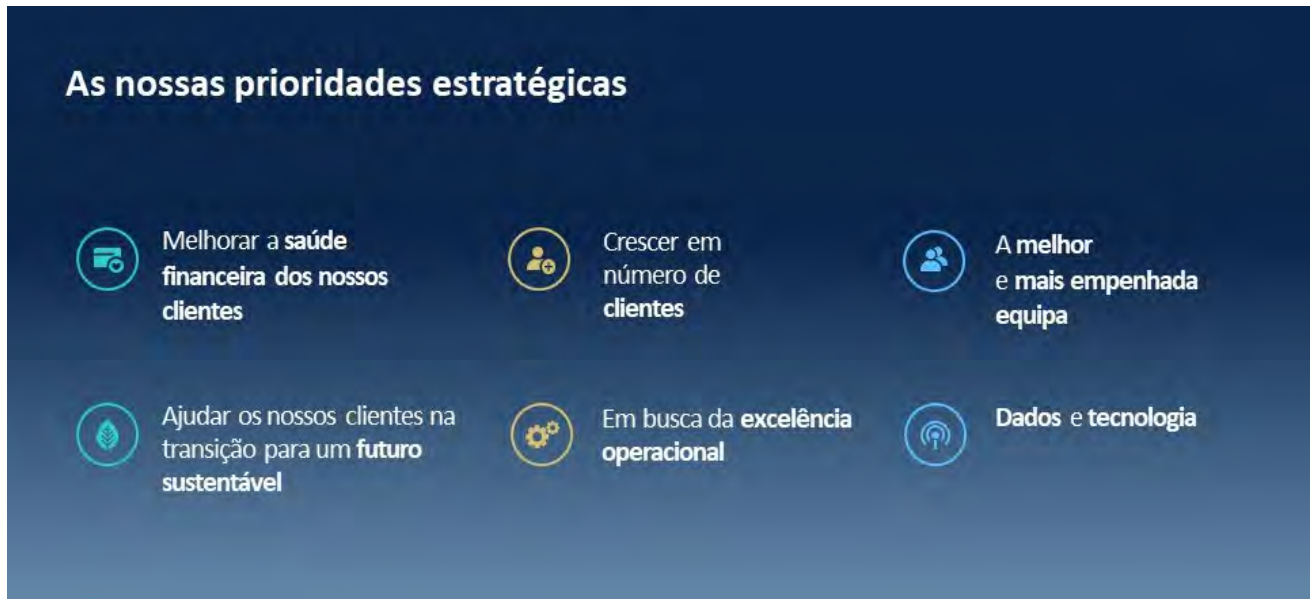 As nossas prioridades estratégicas
Melhorar a saúde
financeira dos nossos
clientes
Crescer em
número de
clientes
A melhor
e mais empenhada
equipa
Ajudar os nossos clientes na
transição para um futuro
sustentável
Em busca da excelência
operacional
Dados e tecnologia